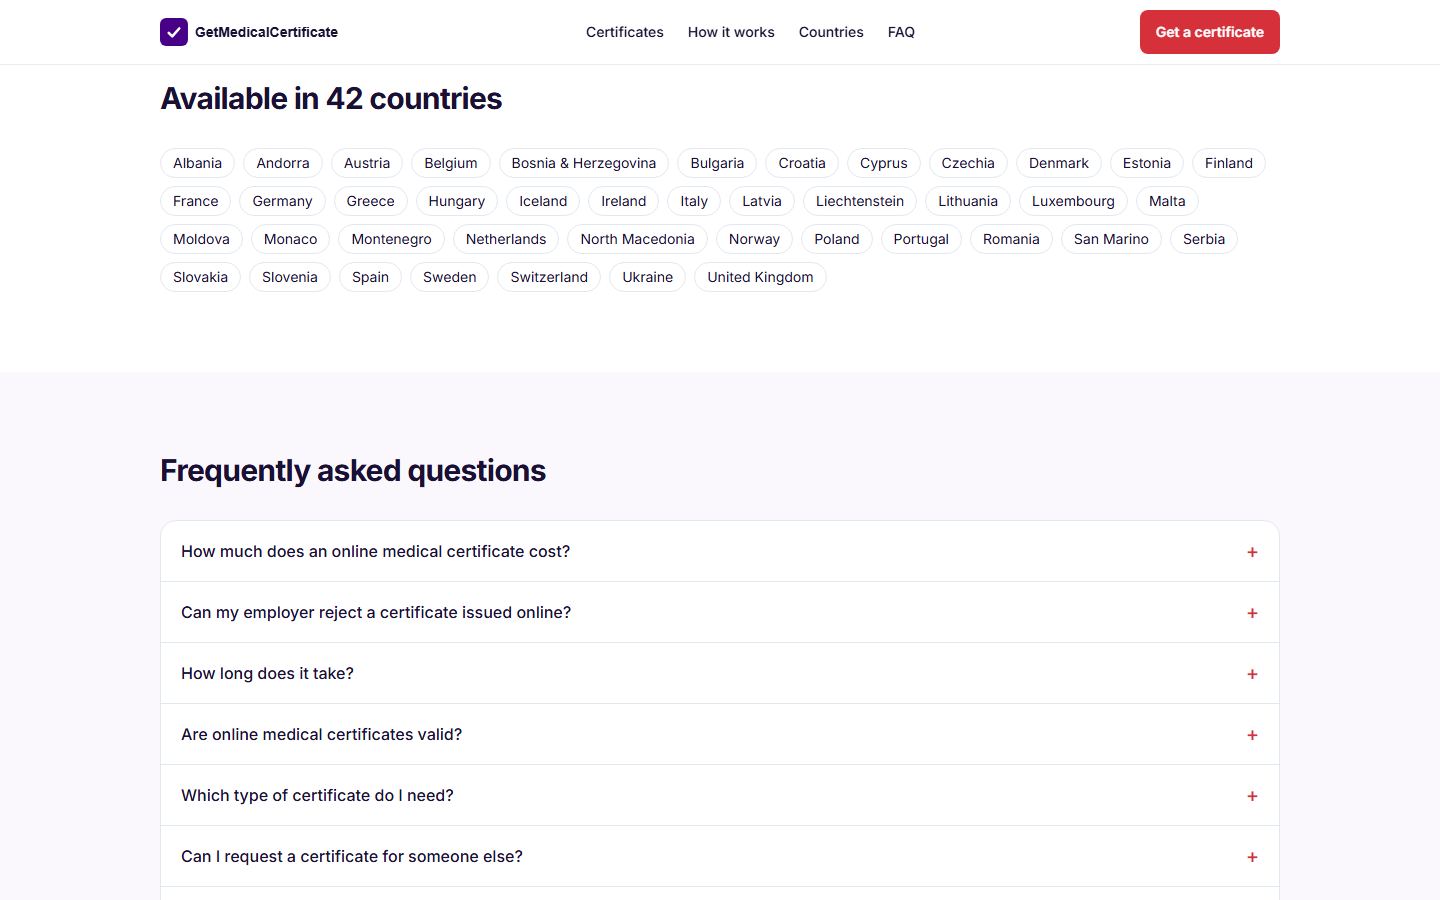 GetMedicalCertificate
Certificates How it works Countries FAQ
Get a certificate
Available in 42 countries
Albania Andorra Austria Belgium Bosnia & Herzegovina Bulgaria Croatia Cyprus Czechia Denmark Estonia Finland
France Germany Greece Hungary Iceland Ireland Italy Latvia Liechtenstein Lithuania Luxembourg Malta
Moldova Monaco Montenegro Netherlands North Macedonia Norway Poland Portugal Romania San Marino Serbia
Slovakia Slovenia Spain Sweden Switzerland Ukraine United Kingdom
Frequently asked questions
How much does an online medical certificate cost? +
Can my employer reject a certificate issued online? +
How long does it take? +
Are online medical certificates valid? +
Which type of certificate do I need? +
Can I request a certificate for someone else? +